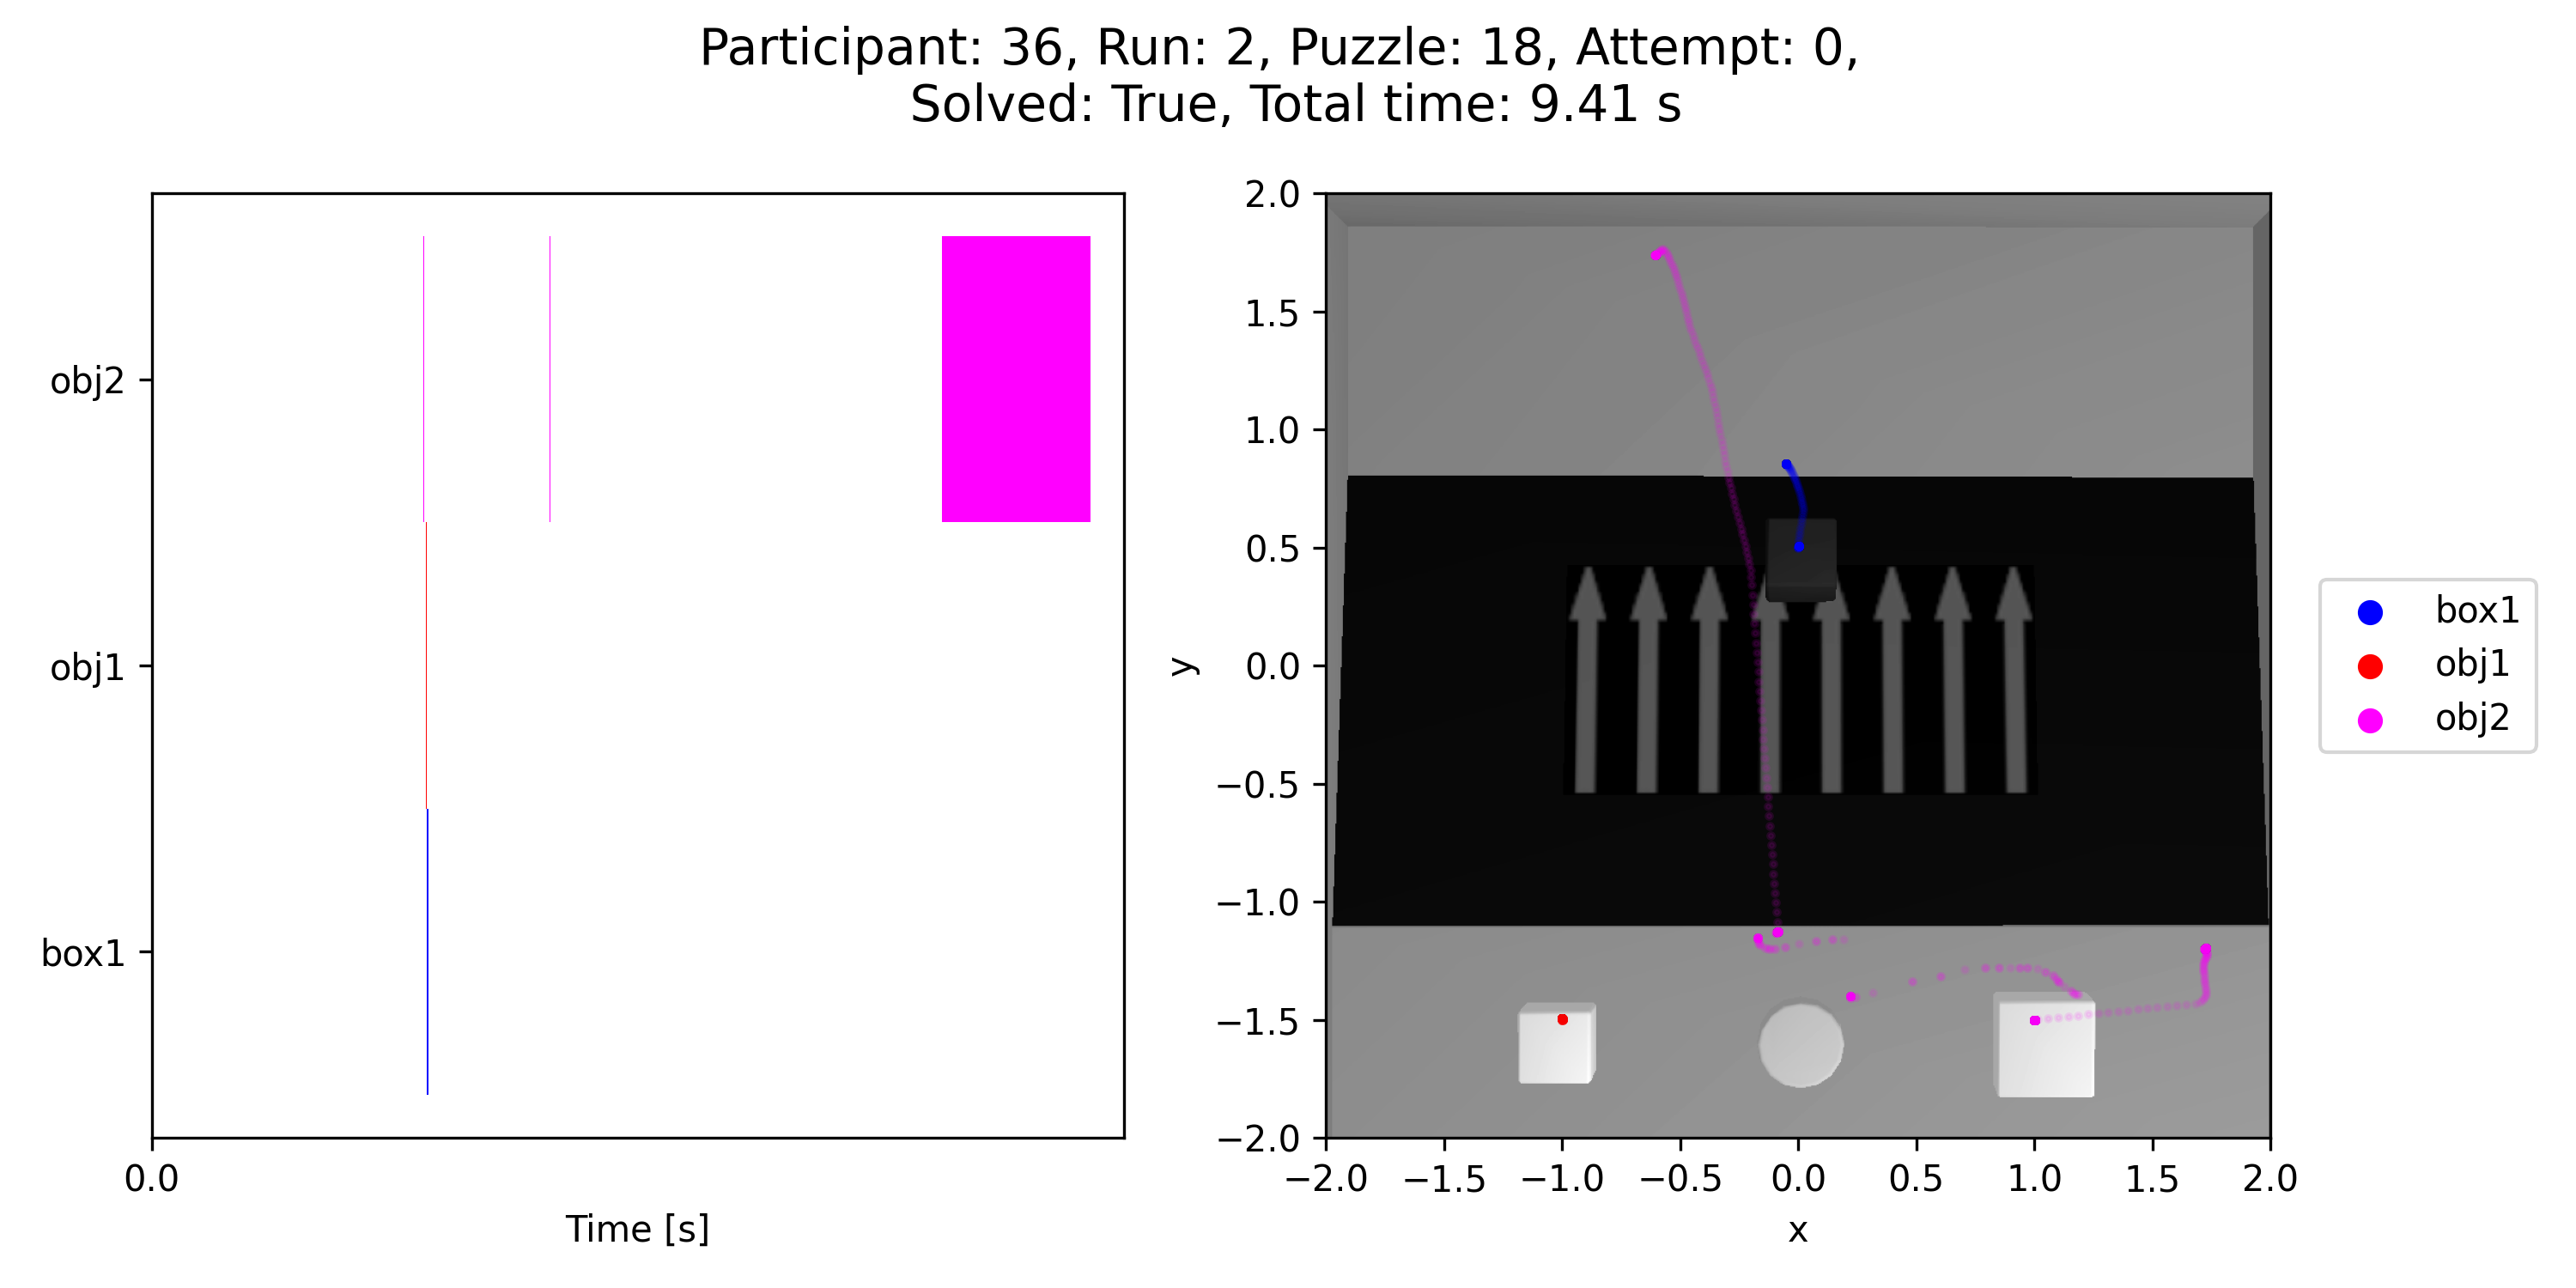 Participant: 36, Run: 2, Puzzle: 18, Attempt: 0,
Solved: True, Total time: 9.41 s
obj2
obj1
box1
0.0
Time [s]
2.0
1.5
1.0
0.5
0.0
−0.5
−1.0
−1.5
−2.0
y
−2.0 −1.5 −1.0 −0.5 0.0 0.5 1.0 1.5 2.0
x
box1
obj1
obj2